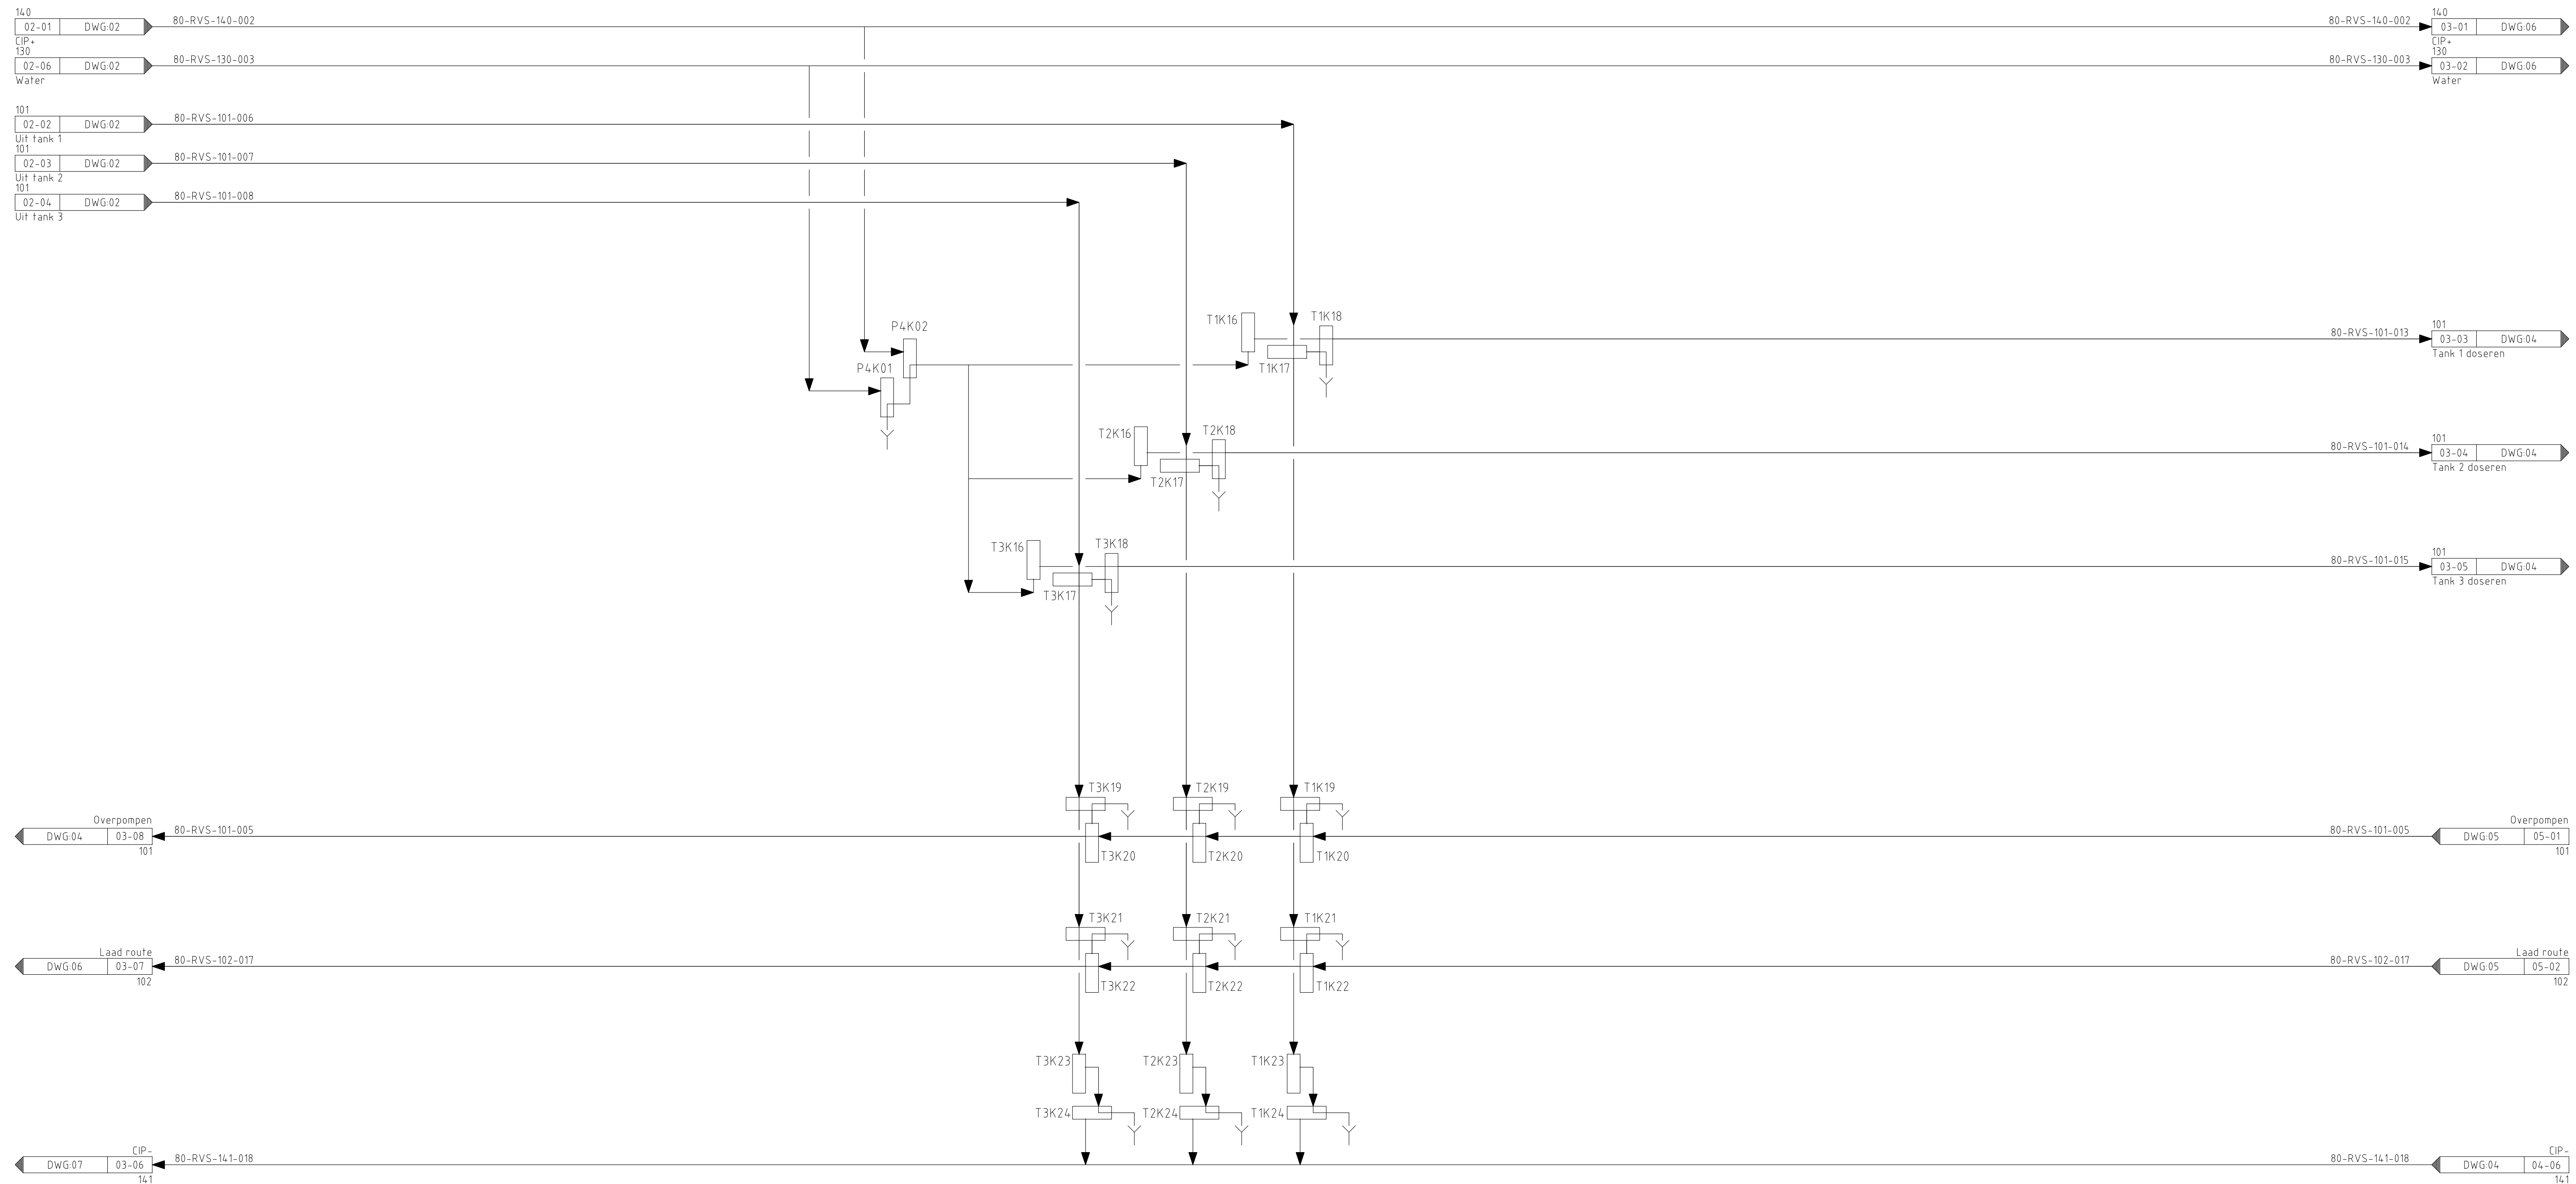 140
02-01 DWG:02 80-RVS-140-002 80-RVS-140-002 03-01 DWG:06
CIP+
130
02-06 DWG:02 80-RVS-130-003
Water
140
CIP+
130
80-RVS-130-003 03-02 DWG:06
Water
101
02-02 DWG:02 80-RVS-101-006
Uit tank 1
101
02-03 DWG:02 80-RVS-101-007
Uit tank 2
101
02-04 DWG:02 80-RVS-101-008
Uit tank 3
P4K02
P4K01
T1K16
T1K18
T1K17
101
80-RVS-101-013 03-03 DWG:04
Tank 1 doseren
T2K16
T2K18
T2K17
101
80-RVS-101-014 03-04 DWG:04
Tank 2 doseren
T3K16
T3K18
T3K17
101
80-RVS-101-015 03-05 DWG:04
Tank 3 doseren
T3K19 T2K19 T1K19
Overpompen
DWG:04 03-08 80-RVS-101-005
101
T3K20 T2K20 T1K20
Overpompen
80-RVS-101-005 DWG:05 05-01
101
T3K21 T2K21 T1K21
Laad route
DWG:06 03-07 80-RVS-102-017
102
T3K22 T2K22 T1K22
Laad route
80-RVS-102-017 DWG:05 05-02
102
T3K23 T2K23 T1K23
T3K24 T2K24 T1K24
CIP-
DWG:07 03-06 80-RVS-141-018
141
CIP-
80-RVS-141-018 DWG:04 04-06
141